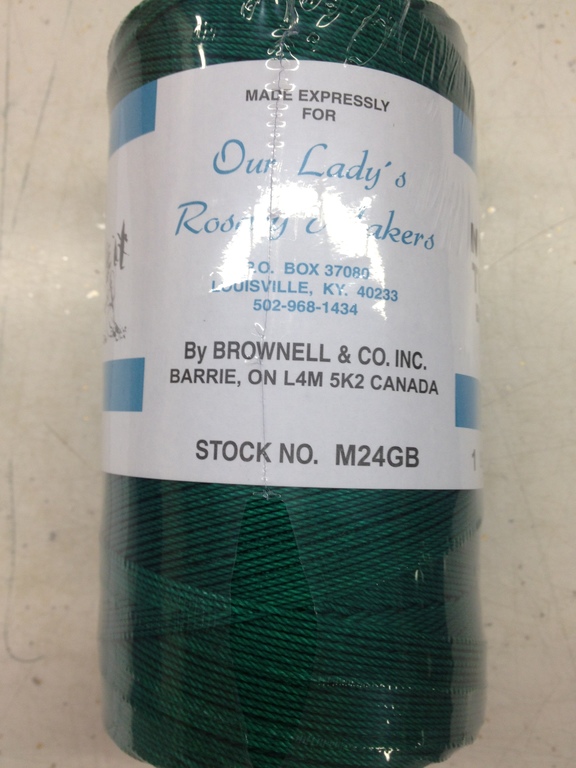 MADE EXPRESSLY
FOR
Our Lady's
Rosary Makers
P.O. BOX 37080
LOUISVILLE, KY. 40233
502-968-1434
By BROWNELL & CO. INC.
BARRIE, ON L4M 5K2 CANADA
STOCK NO. M24GB